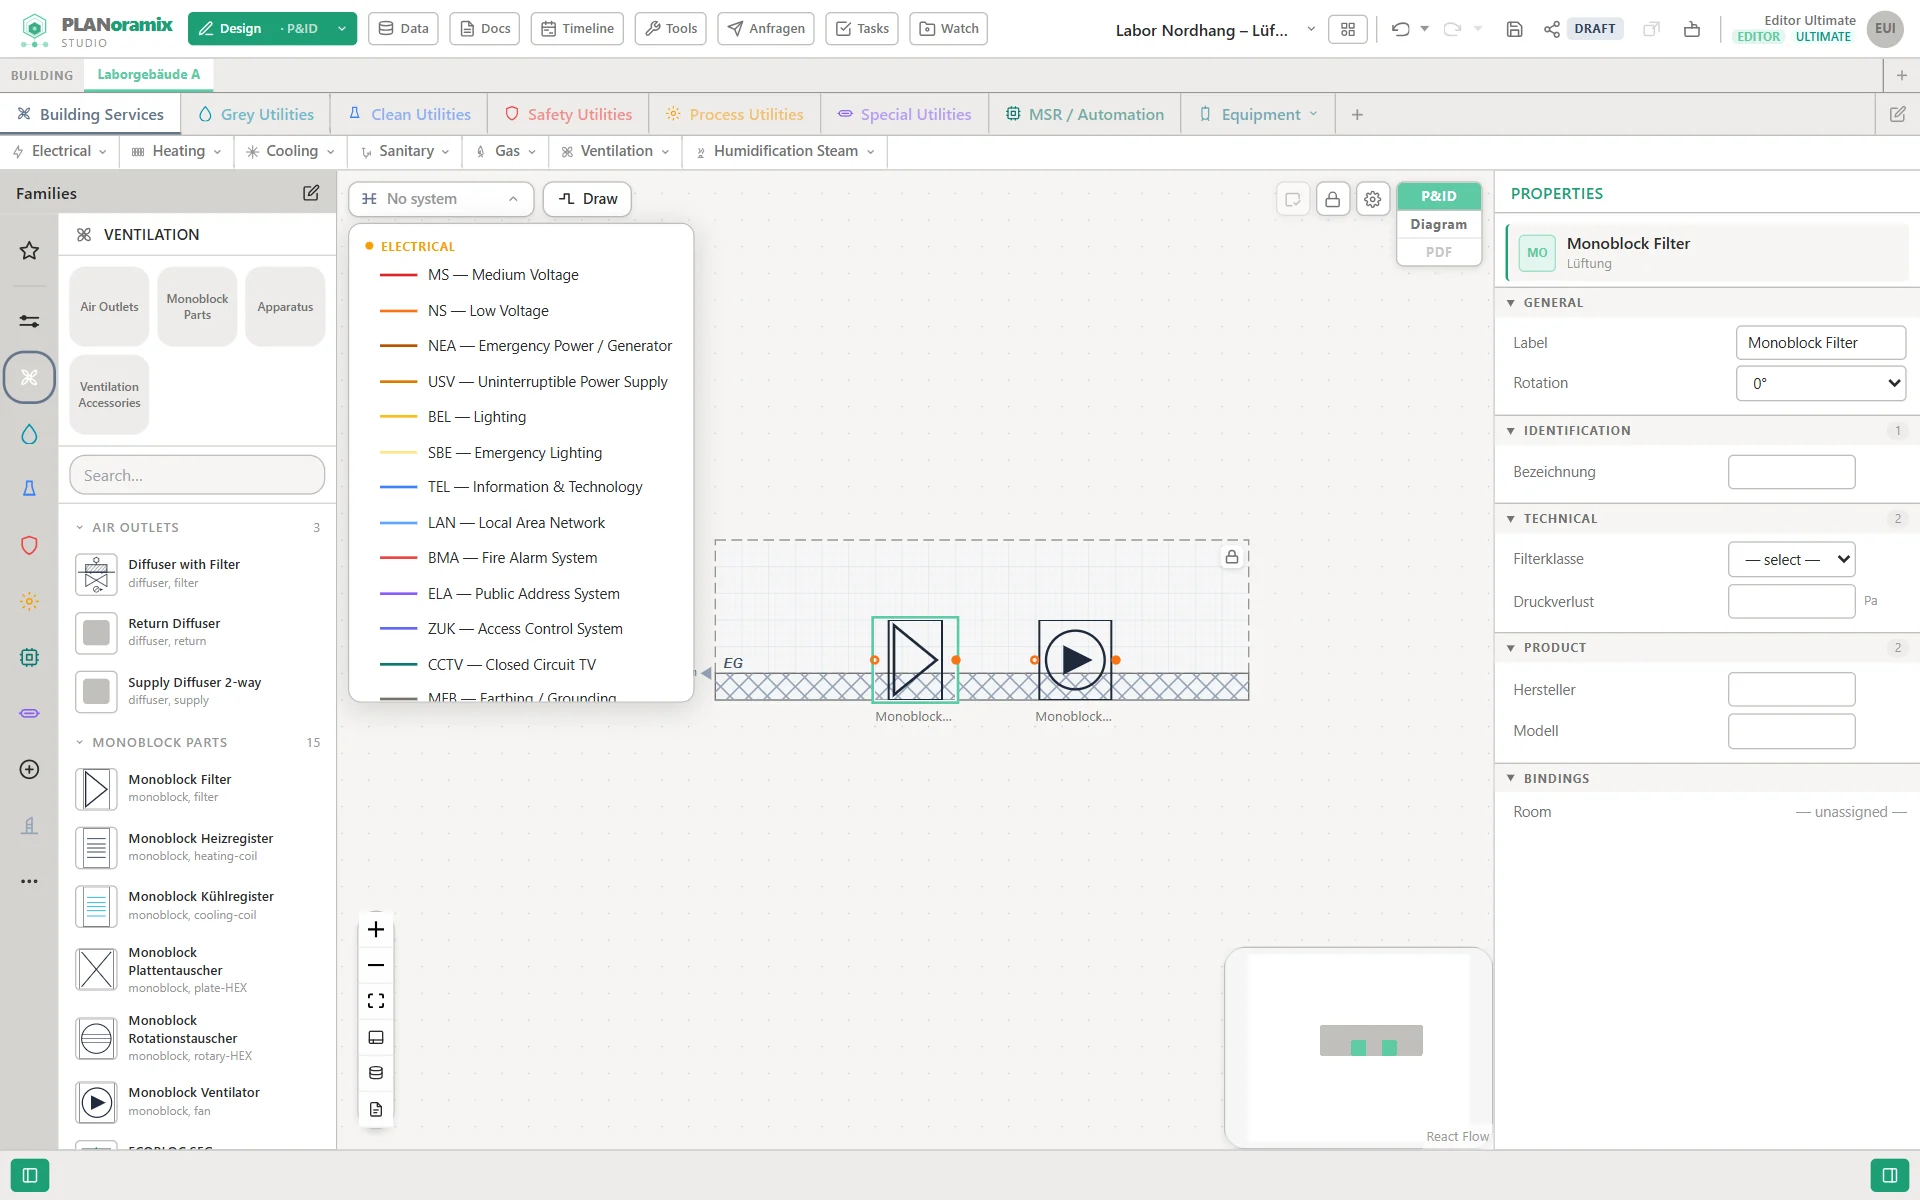 PLANoramix
STUDIO
Design · P&ID
Data
Docs
Timeline
Tools
Anfragen
Tasks
Watch
Labor Nordhang – Lüf...
DRAFT
Editor Ultimate
EDITOR ULTIMATE
EUI
BUILDING
Laborgebäude A
Building Services
Grey Utilities
Clean Utilities
Safety Utilities
Process Utilities
Special Utilities
MSR / Automation
Equipment
Electrical
Heating
Cooling
Sanitary
Gas
Ventilation
Humidification Steam
Families
VENTILATION
Air Outlets
Monoblock Parts
Apparatus
Ventilation Accessories
Search...
AIR OUTLETS 3
Diffuser with Filter
diffuser, filter
Return Diffuser
diffuser, return
Supply Diffuser 2-way
diffuser, supply
MONOBLOCK PARTS 15
Monoblock Filter
monoblock, filter
Monoblock Heizregister
monoblock, heating-coil
Monoblock Kühlregister
monoblock, cooling-coil
Monoblock
Plattentauscher
monoblock, plate-HEX
Monoblock
Rotationstauscher
monoblock, rotary-HEX
Monoblock Ventilator
monoblock, fan
No system
Draw
ELECTRICAL
MS — Medium Voltage
NS — Low Voltage
NEA — Emergency Power / Generator
USV — Uninterruptible Power Supply
BEL — Lighting
SBE — Emergency Lighting
TEL — Information & Technology
LAN — Local Area Network
BMA — Fire Alarm System
ELA — Public Address System
ZUK — Access Control System
CCTV — Closed Circuit TV
MEB — Earthing / Grounding
P&ID
Diagram
PDF
EG
Monoblock...
Monoblock...
React Flow
PROPERTIES
MO
Monoblock Filter
Lüftung
GENERAL
Label Monoblock Filter
Rotation 0°
IDENTIFICATION 1
Bezeichnung
TECHNICAL 2
Filterklasse — select —
Druckverlust Pa
PRODUCT 2
Hersteller
Modell
BINDINGS
Room — unassigned —